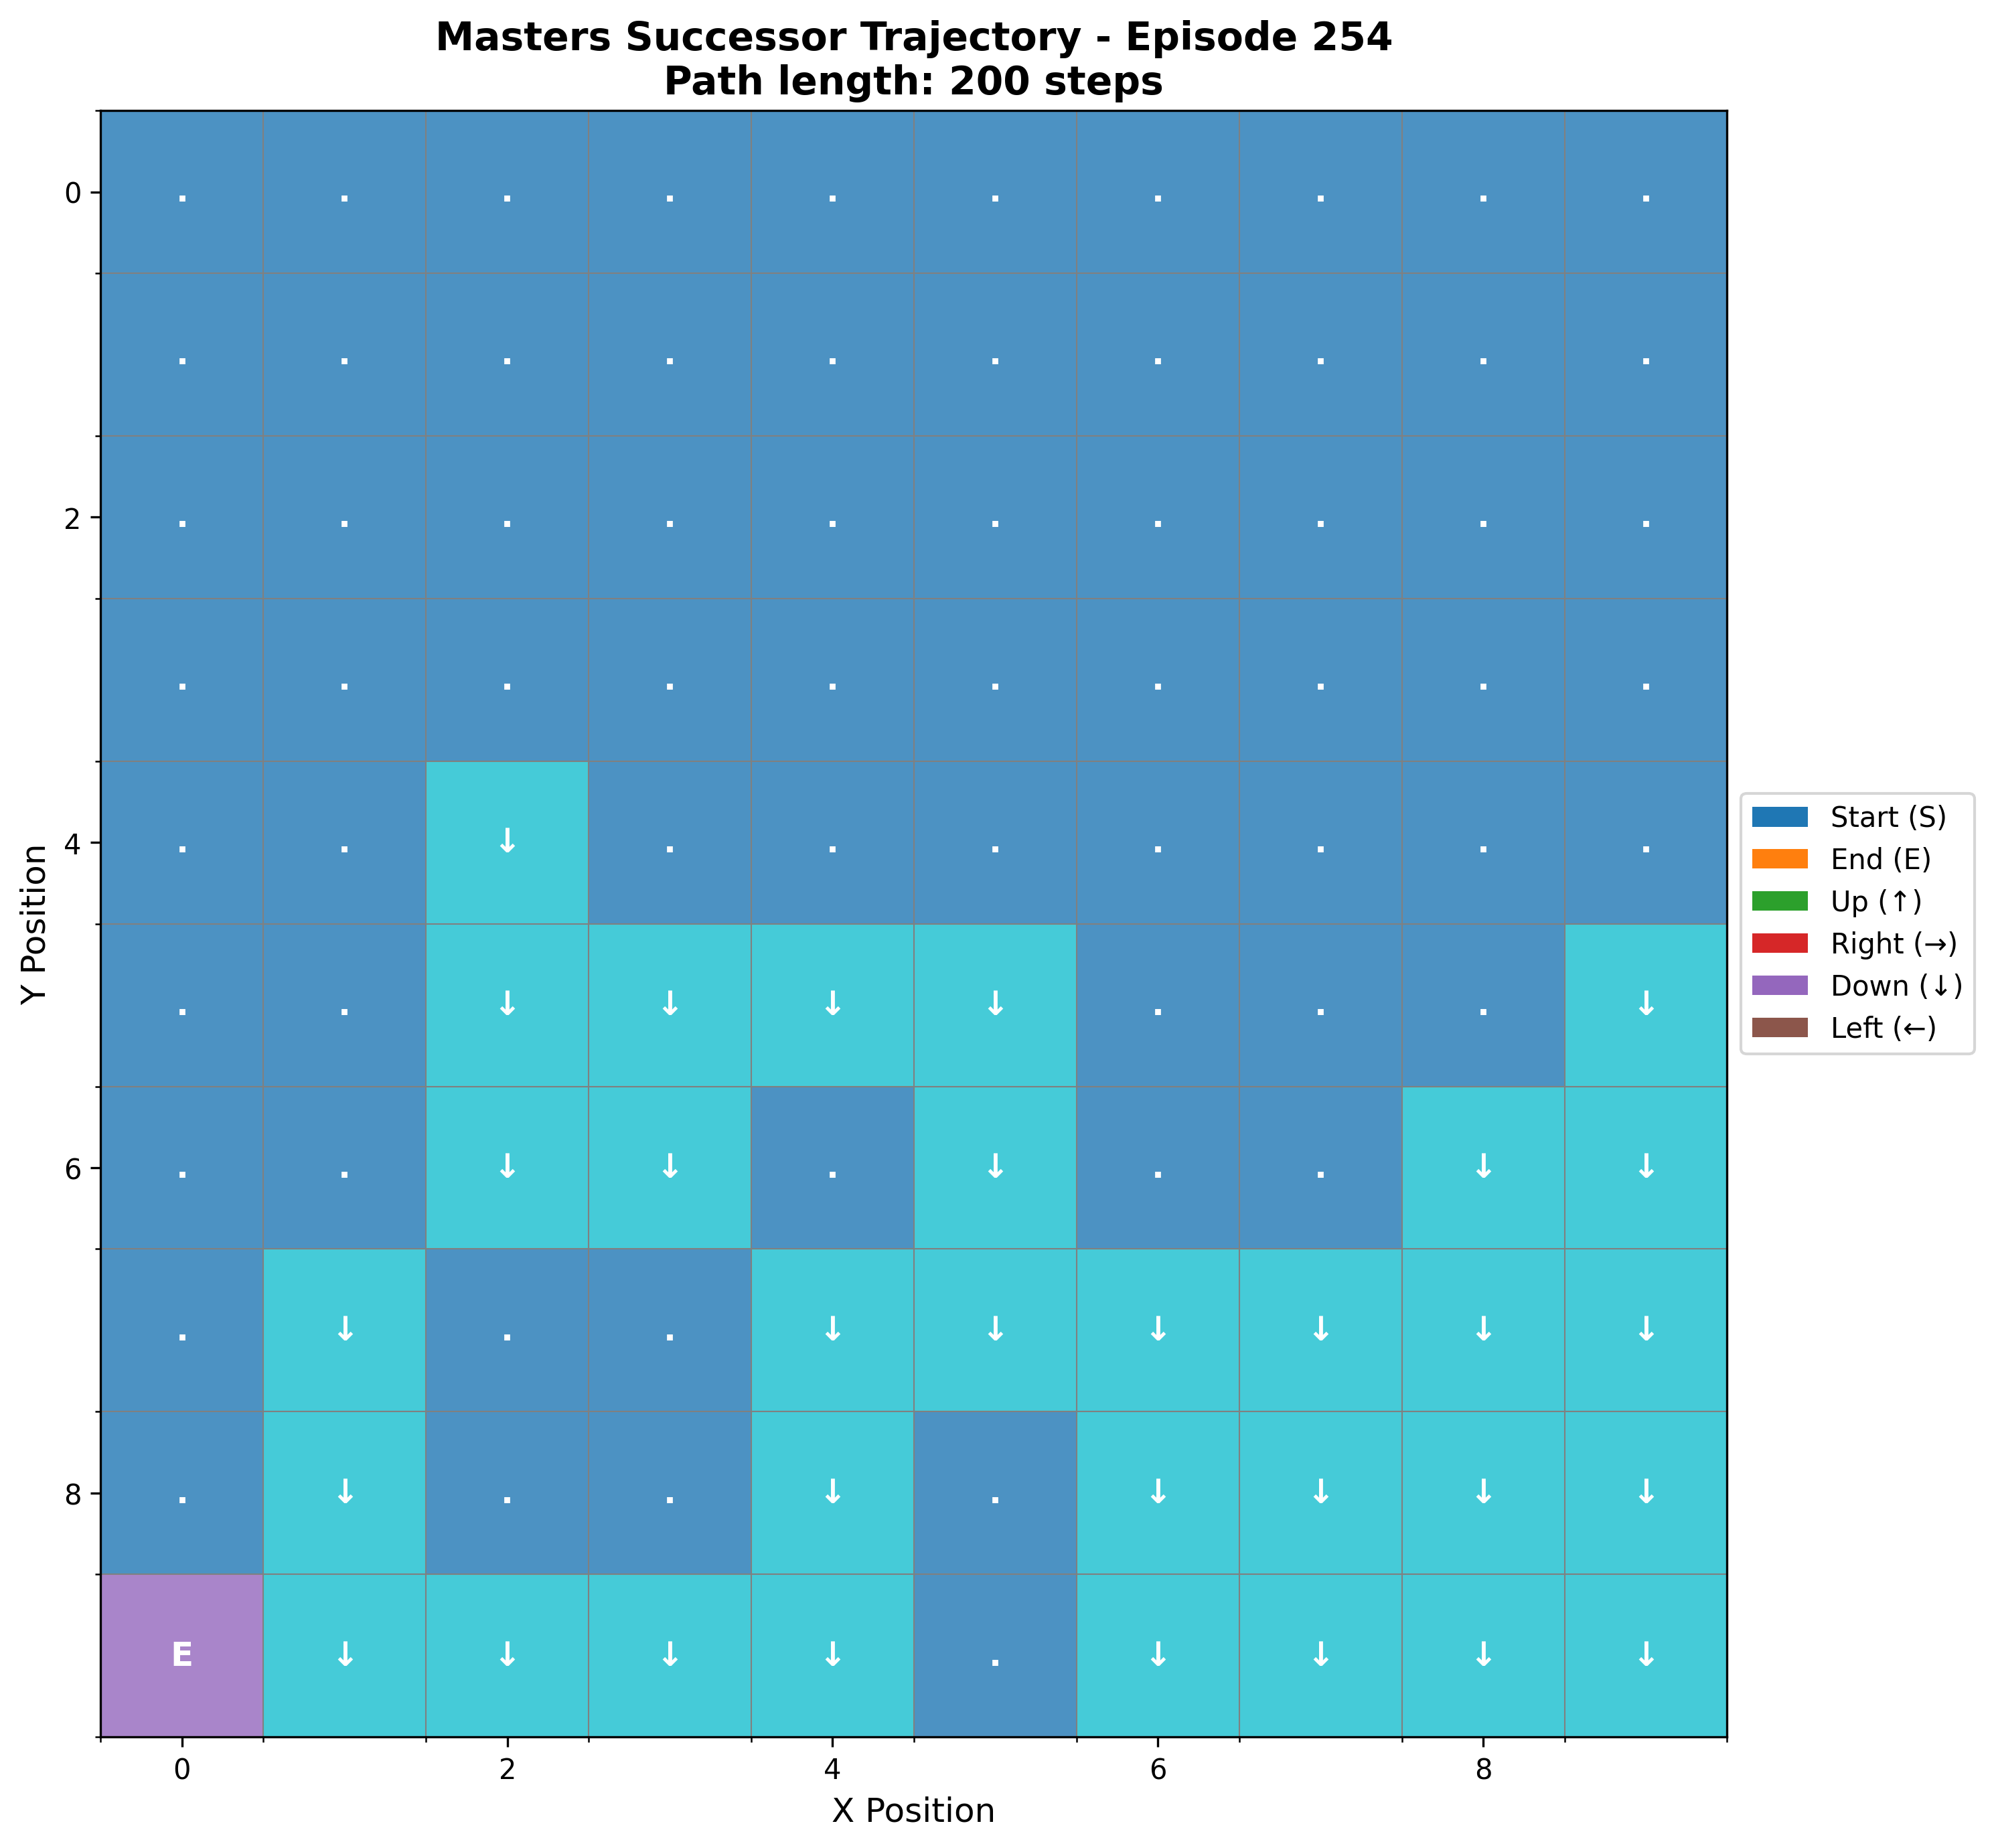 Masters Successor Trajectory - Episode 254
Path length: 200 steps
0 . . . . . . . . . .
. . . . . . . . . .
2 . . . . . . . . . .
. . . . . . . . . .
4 . . ↓ . . . . . . .
. . ↓ ↓ ↓ ↓ . . . ↓
6 . . ↓ ↓ . ↓ . . ↓ ↓
. ↓ . . ↓ ↓ ↓ ↓ ↓ ↓
8 . ↓ . . ↓ . ↓ ↓ ↓ ↓
E ↓ ↓ ↓ ↓ . ↓ ↓ ↓ ↓
0 2 4 6 8
X Position
Y Position
Start (S)
End (E)
Up (↑)
Right (→)
Down (↓)
Left (←)